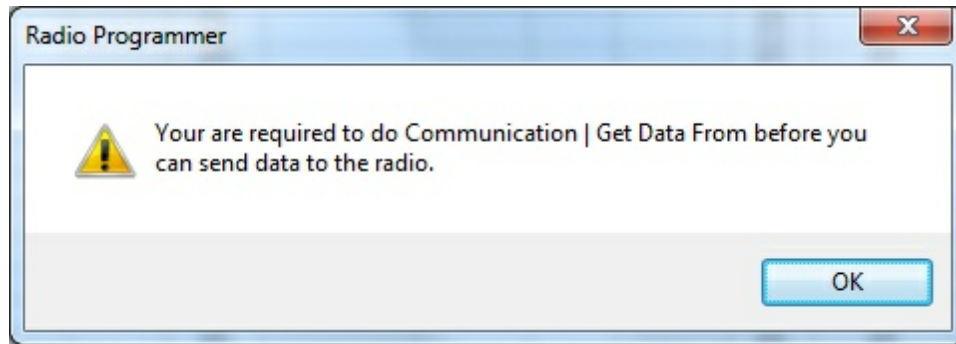 Radio Programmer
Your are required to do Communication | Get Data From before you
can send data to the radio.
OK